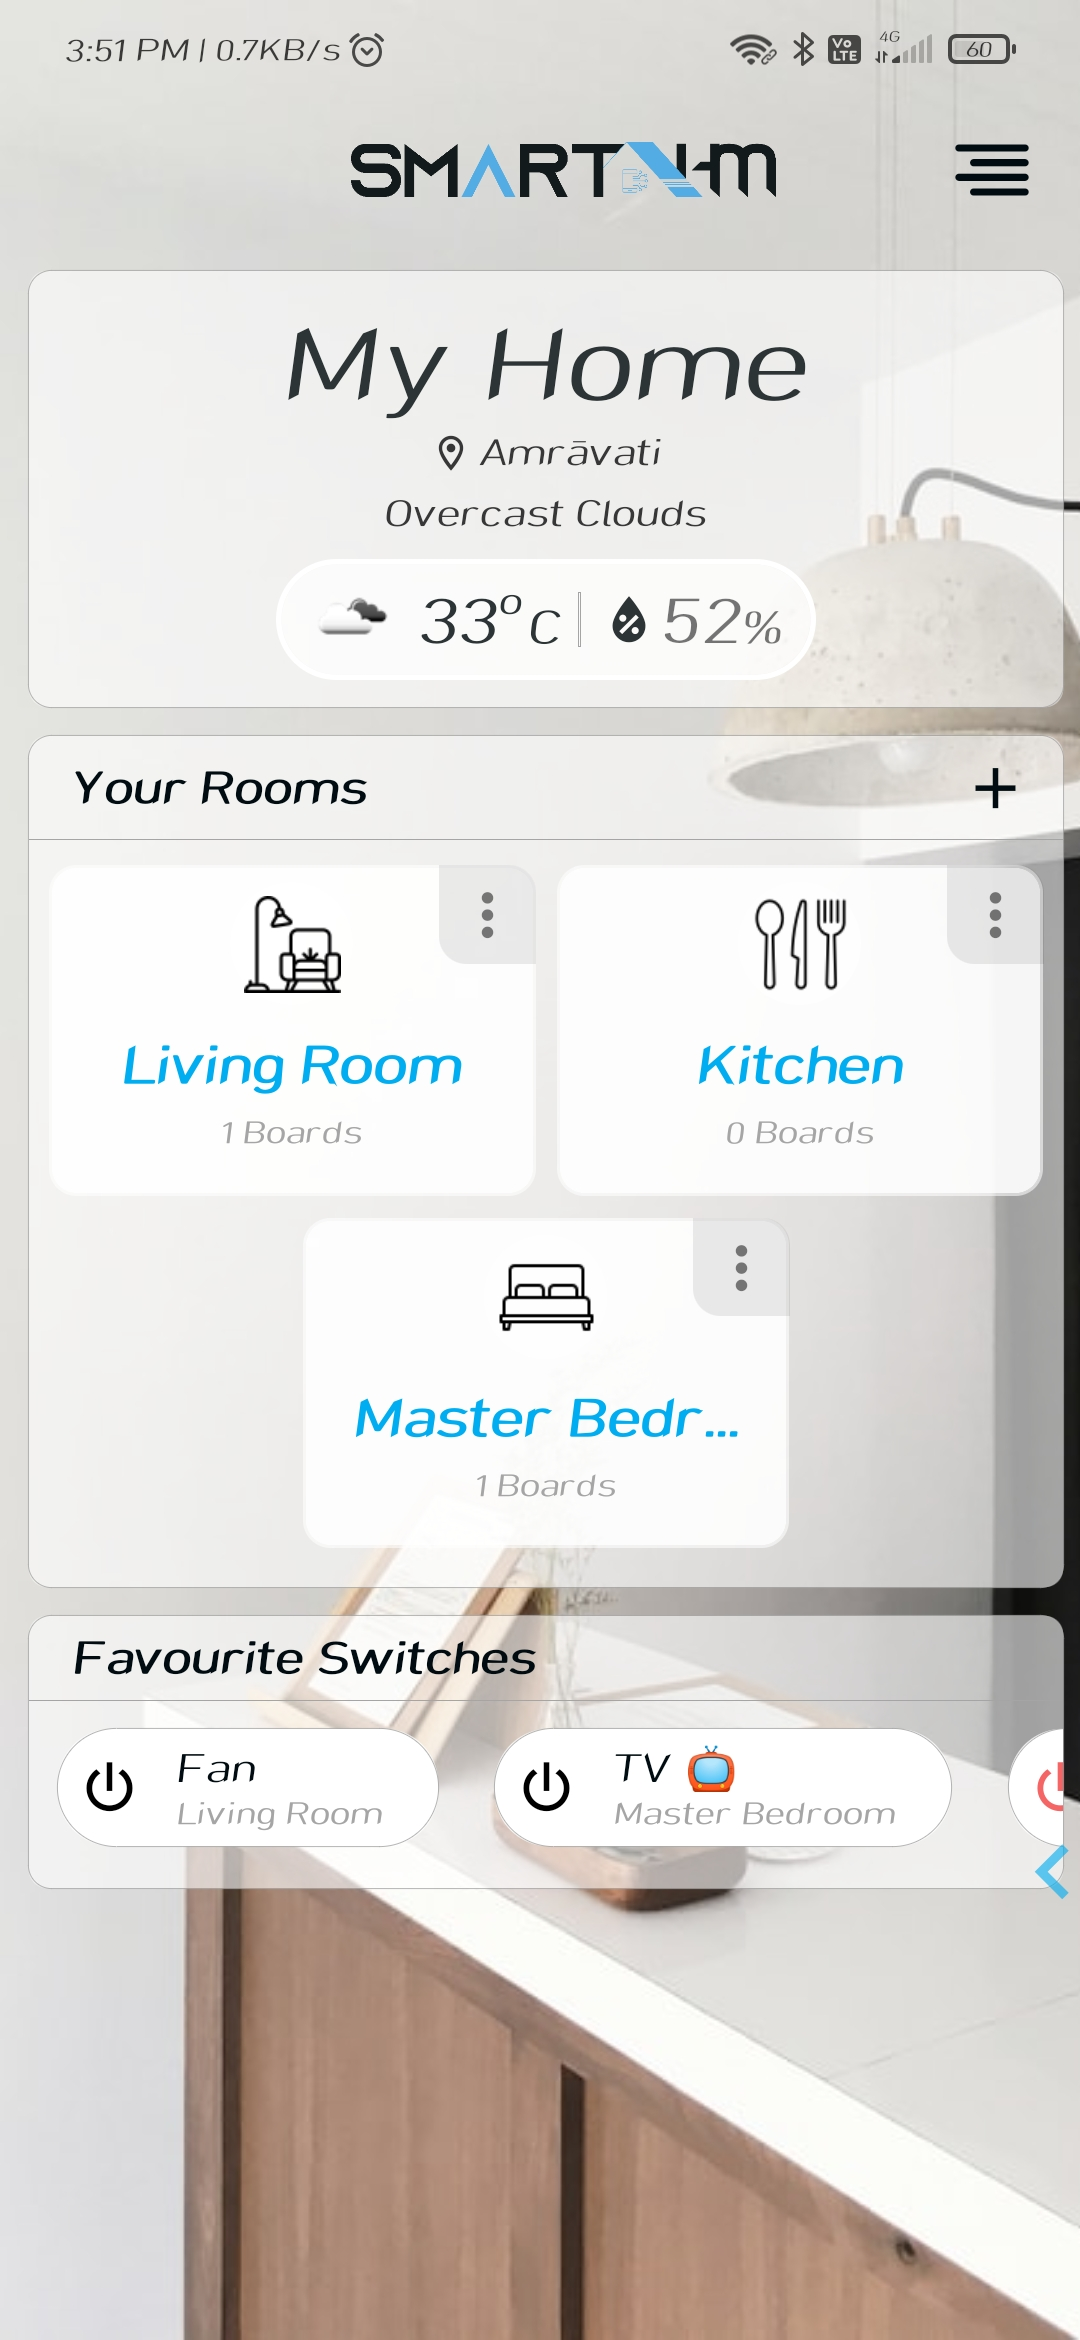 3:51 PM | 0.7KB/s
Vo LTE 4G 60
SMART
My Home
Amrāvati
Overcast Clouds
33°C | 52%
Your Rooms +
Living Room
1 Boards
Kitchen
0 Boards
Master Bedr...
1 Boards
Favourite Switches
Fan
Living Room
TV 📺
Master Bedroom